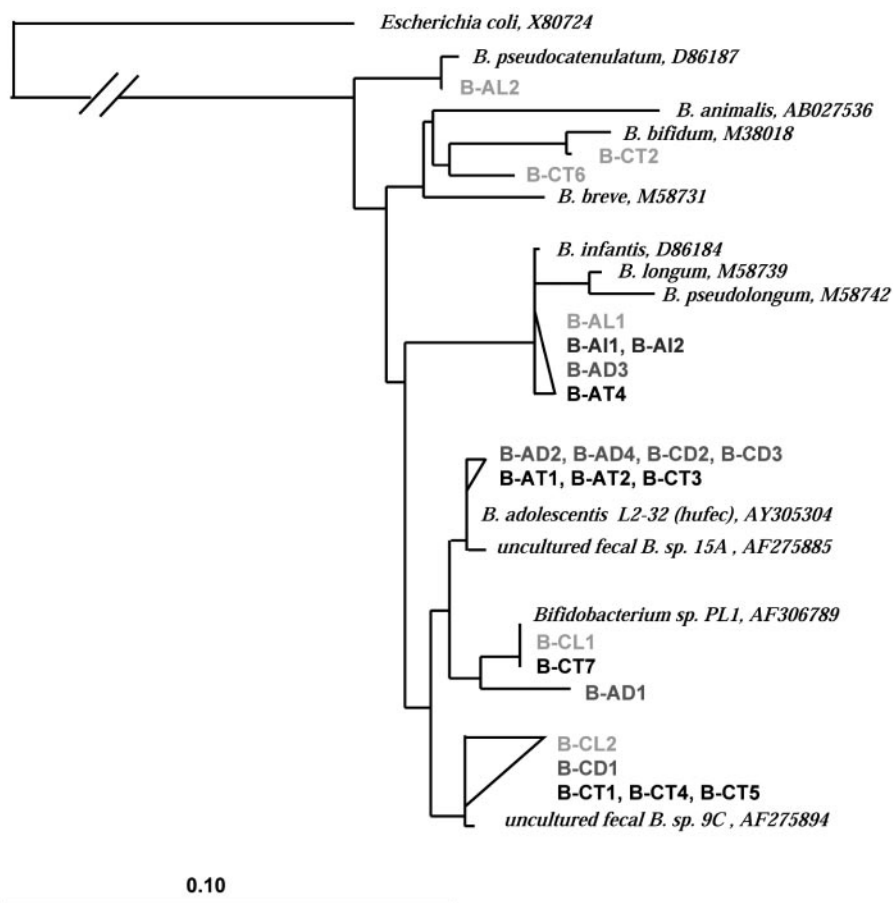 Escherichia coli, X80724
B. pseudocatenulatum, D86187
B-AL2
B. animalis, AB027536
B. bifidum, M38018
B-CT2
B-CT6
B. breve, M58731
B. infantis, D86184
B. longum, M58739
B. pseudolongum, M58742
B-AL1
B-AI1, B-AI2
B-AD3
B-AT4
B-AD2, B-AD4, B-CD2, B-CD3
B-AT1, B-AT2, B-CT3
B. adolescentis L2-32 (hufec), AY305304
uncultured fecal B. sp. 15A , AF275885
Bifidobacterium sp. PL1, AF306789
B-CL1
B-CT7
B-AD1
B-CL2
B-CD1
B-CT1, B-CT4, B-CT5
uncultured fecal B. sp. 9C , AF275894
0.10